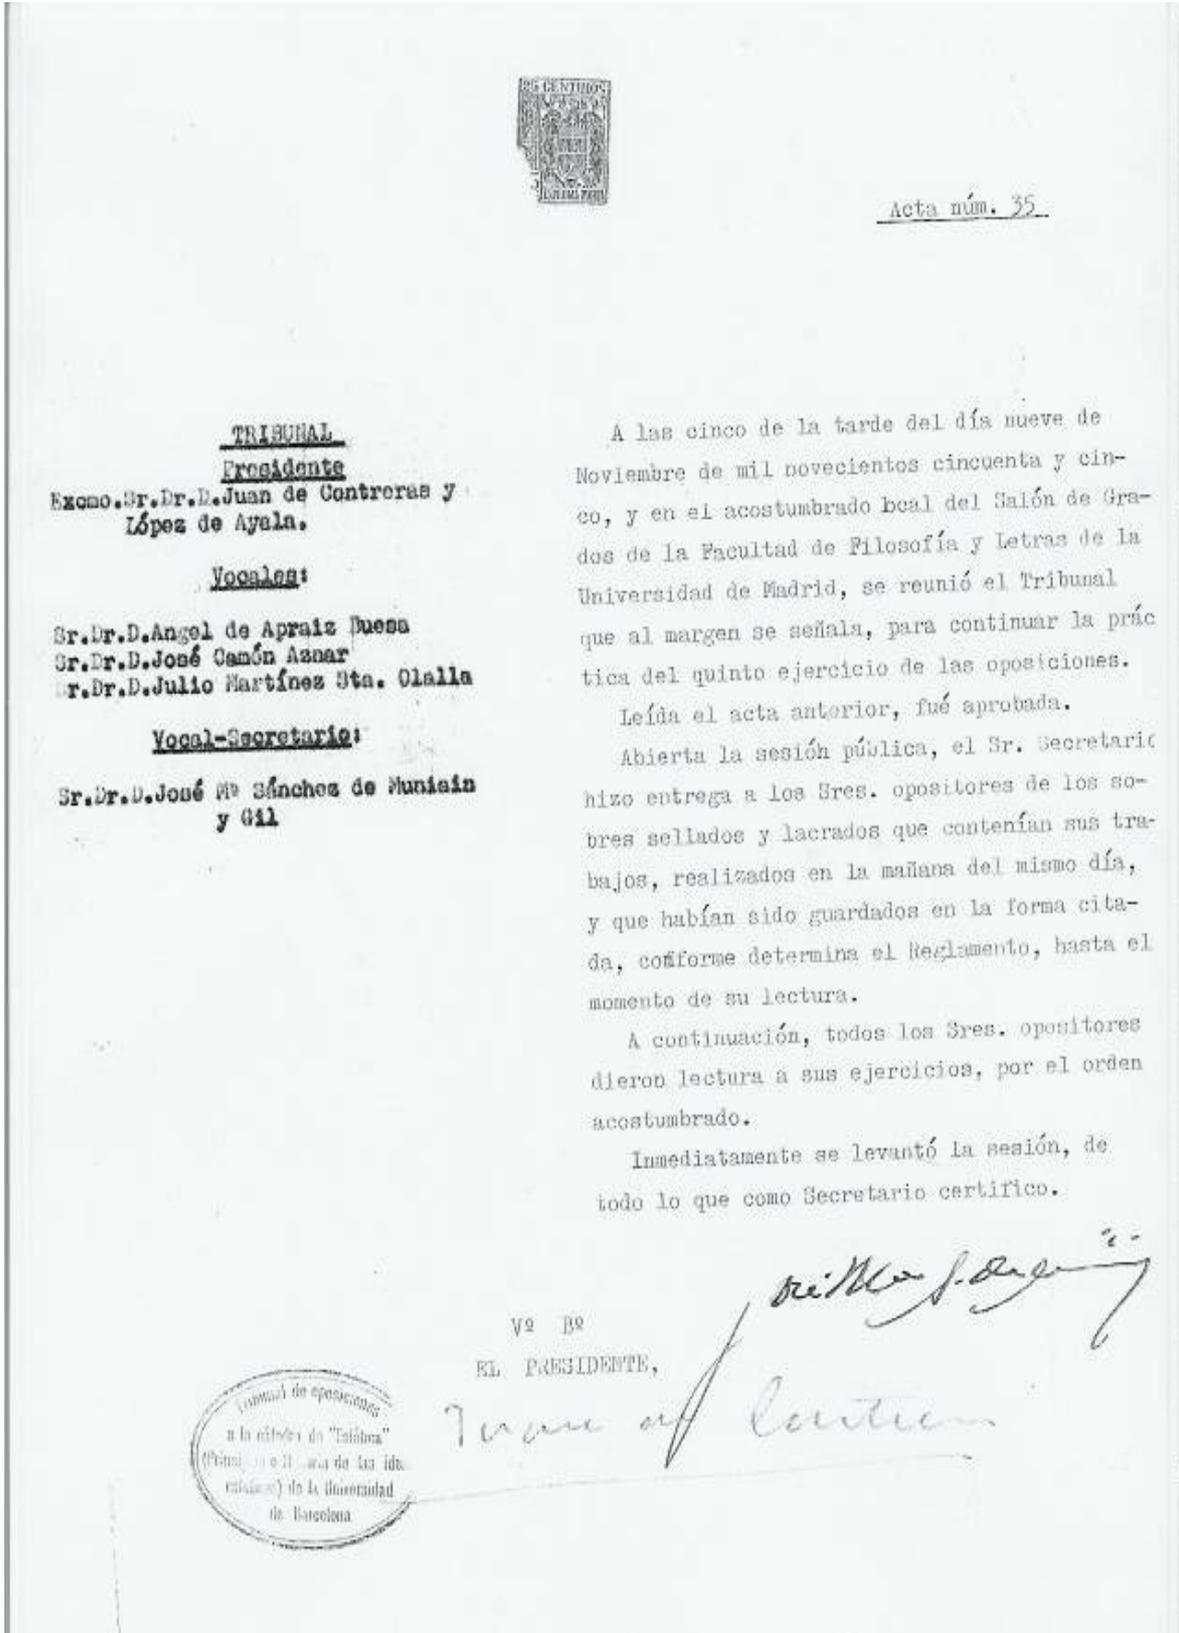 25 CENTIMOS
Acta núm. 35
TRIBUNAL
Presidente
Excmo.Sr.Dr.D.Juan de Contreras y
López de Ayala.
Vocales:
Sr.Dr.D.Angel de Apraiz Buesa
Sr.Dr.D.José Camón Aznar
r.Dr.D.Julio Martínez Sta. Olalla
Vocal-Secretario:
Sr.Dr.D.José Mª Sánchez de Muniain
y Gil
A las cinco de la tarde del día nueve de
Noviembre de mil novecientos cincuenta y cin-
co, y en el acostumbrado local del Salón de Gra-
dos de la Facultad de Filosofía y Letras de la
Universidad de Madrid, se reunió el Tribunal
que al margen se señala, para continuar la prác
tica del quinto ejercicio de las oposiciones.
Leída el acta anterior, fué aprobada.
Abierta la sesión pública, el Sr. Secretario
hizo entrega a los Sres. opositores de los so-
bres sellados y lacrados que contenían sus tra-
bajos, realizados en la mañana del mismo día,
y que habían sido guardados en la forma cita-
da, conforme determina el Reglamento, hasta el
momento de su lectura.
A continuación, todos los Sres. opositores
dieron lectura a sus ejercicios, por el orden
acostumbrado.
Inmediatamente se levantó la sesión, de
todo lo que como Secretario certifico.
Vº Bº
EL PRESIDENTE,
Tribunal de oposiciones
a la cátedra de "Estética"
de las
de la Universidad
de Barcelona